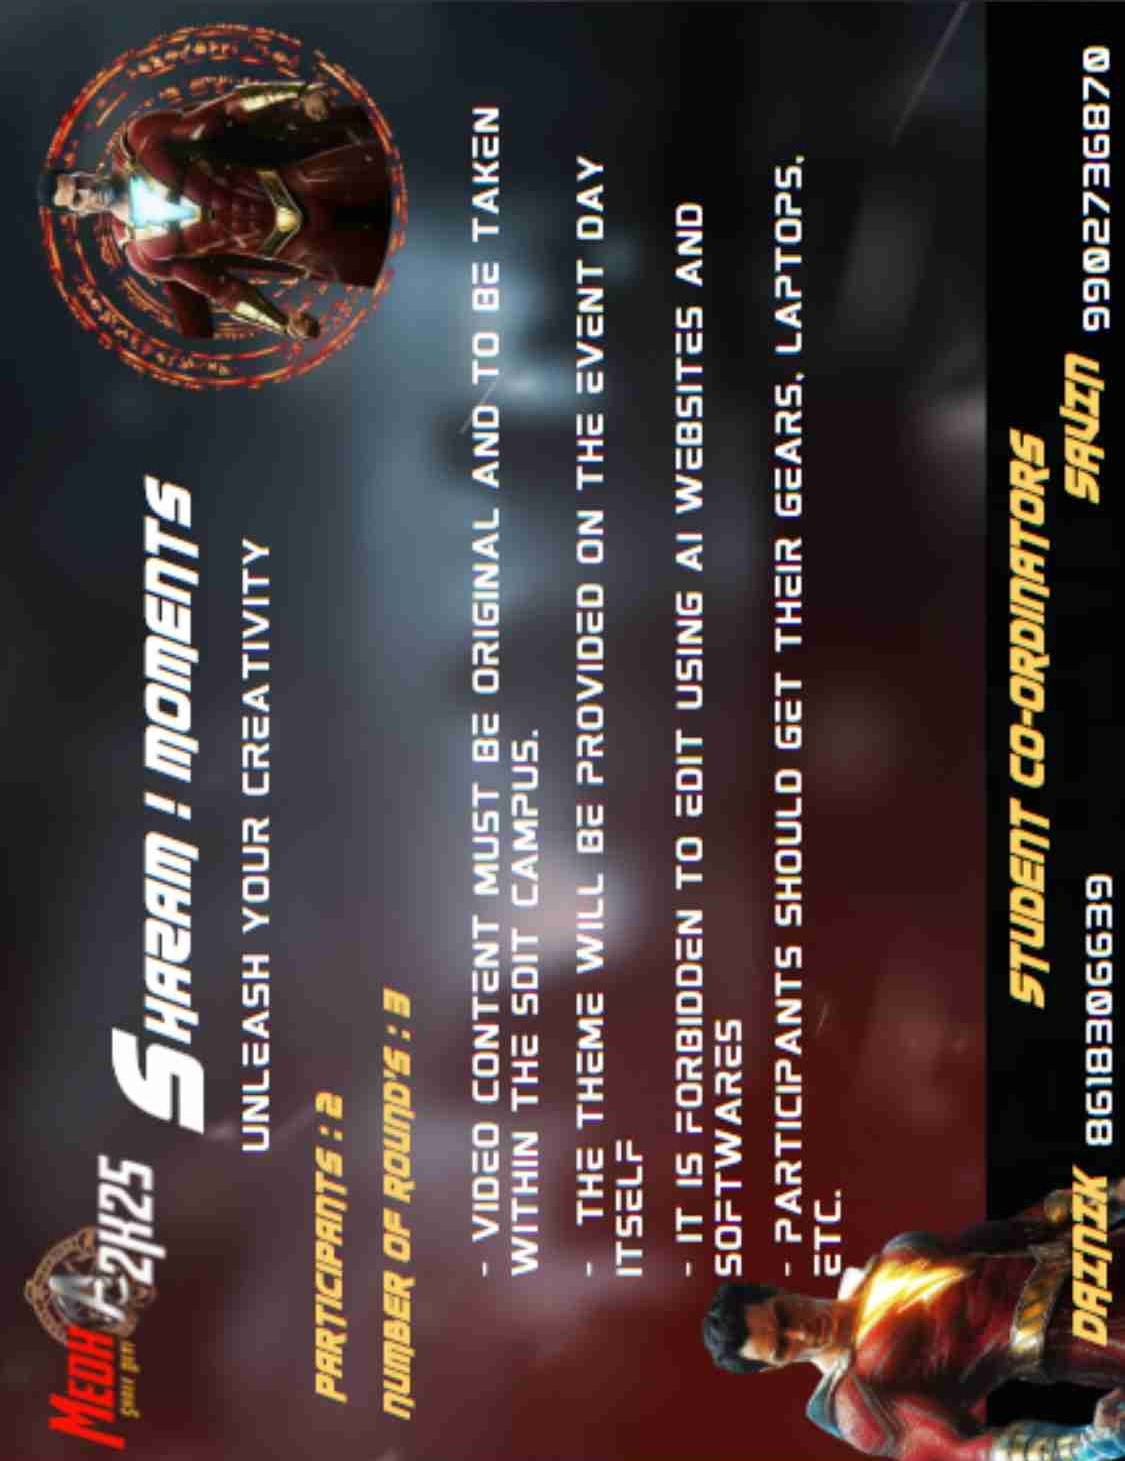 MEDHA 2K25
SHAZAM ! MOMENTS
UNLEASH YOUR CREATIVITY
PARTICIPANTS : 2
NUMBER OF ROUND'S : 3
- VIDEO CONTENT MUST BE ORIGINAL AND TO BE TAKEN
WITHIN THE SDIT CAMPUS.
- THE THEME WILL BE PROVIDED ON THE EVENT DAY
ITSELF
- IT IS FORBIDDEN TO EDIT USING AI WEBSITES AND
SOFTWARES
- PARTICIPANTS SHOULD GET THEIR GEARS, LAPTOPS,
ETC.
STUDENT CO-ORDINATORS
DAINIK 8618306639 SAVIN 9902736870